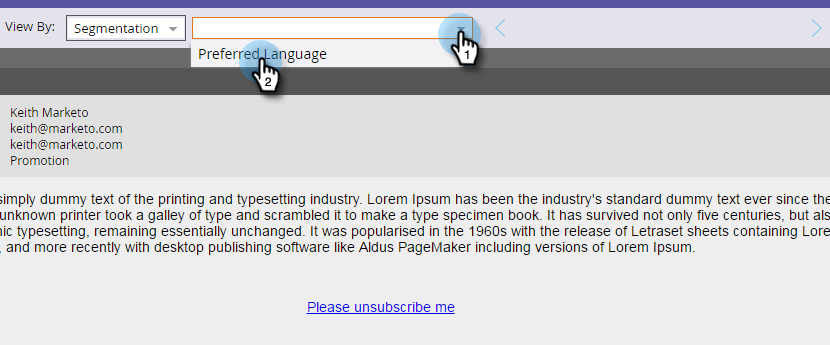 View By: Segmentation
1
Preferred Language
2
Keith Marketo
keith@marketo.com
keith@marketo.com
Promotion
simply dummy text of the printing and typesetting industry. Lorem Ipsum has been the industry's standard dummy text ever since the
unknown printer took a galley of type and scrambled it to make a type specimen book. It has survived not only five centuries, but als
nic typesetting, remaining essentially unchanged. It was popularised in the 1960s with the release of Letraset sheets containing Lore
, and more recently with desktop publishing software like Aldus PageMaker including versions of Lorem Ipsum.
Please unsubscribe me